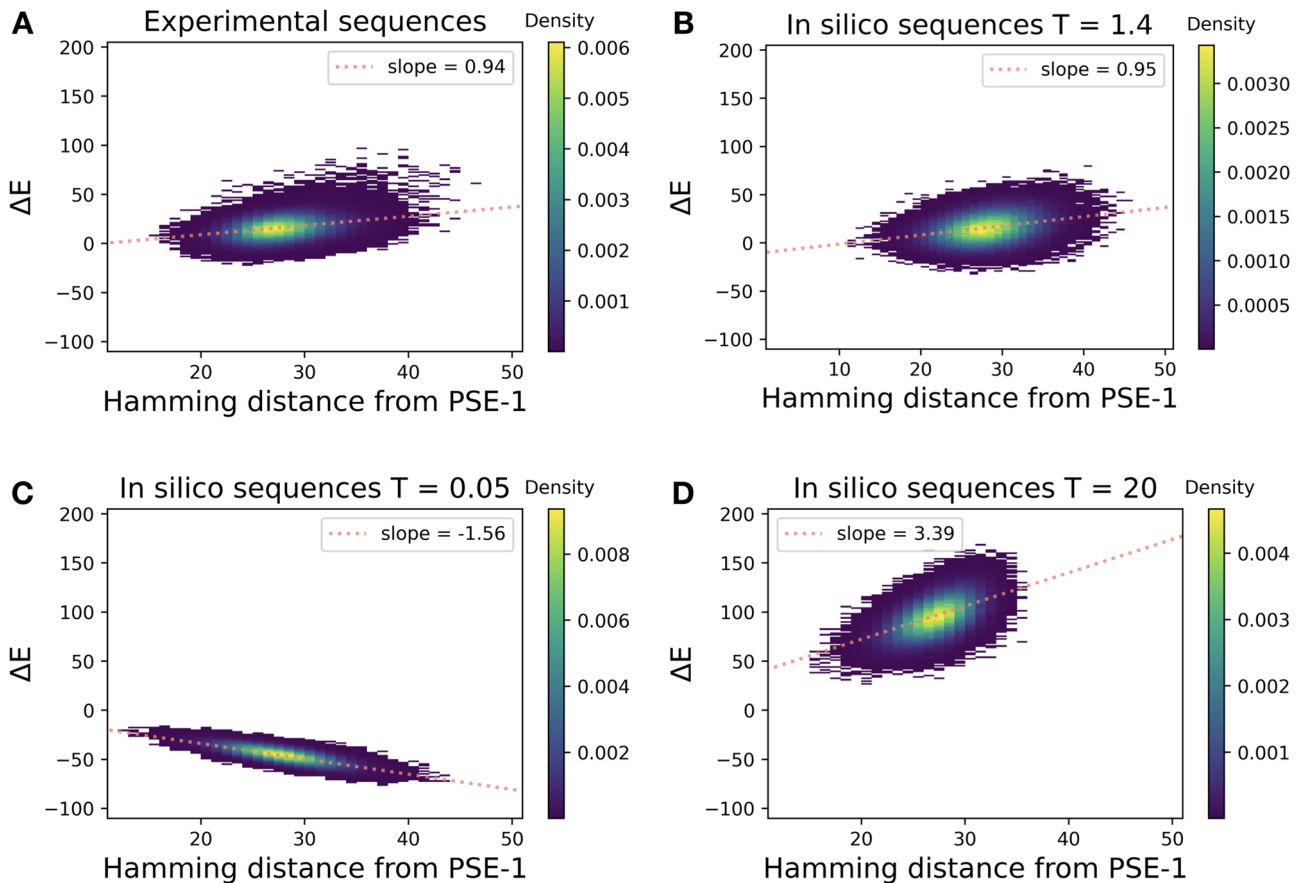 A
Experimental sequences
Density
slope = 0.94
200
150
100
50
0
−50
−100
ΔE
20
30
40
50
Hamming distance from PSE-1
0.006
0.005
0.004
0.003
0.002
0.001
B
In silico sequences T = 1.4
Density
slope = 0.95
200
150
100
50
0
−50
−100
ΔE
10
20
30
40
50
Hamming distance from PSE-1
0.0030
0.0025
0.0020
0.0015
0.0010
0.0005
C
In silico sequences T = 0.05
Density
slope = -1.56
200
150
100
50
0
−50
−100
ΔE
20
30
40
50
Hamming distance from PSE-1
0.008
0.006
0.004
0.002
D
In silico sequences T = 20
Density
slope = 3.39
200
150
100
50
0
−50
−100
ΔE
20
30
40
50
Hamming distance from PSE-1
0.004
0.003
0.002
0.001